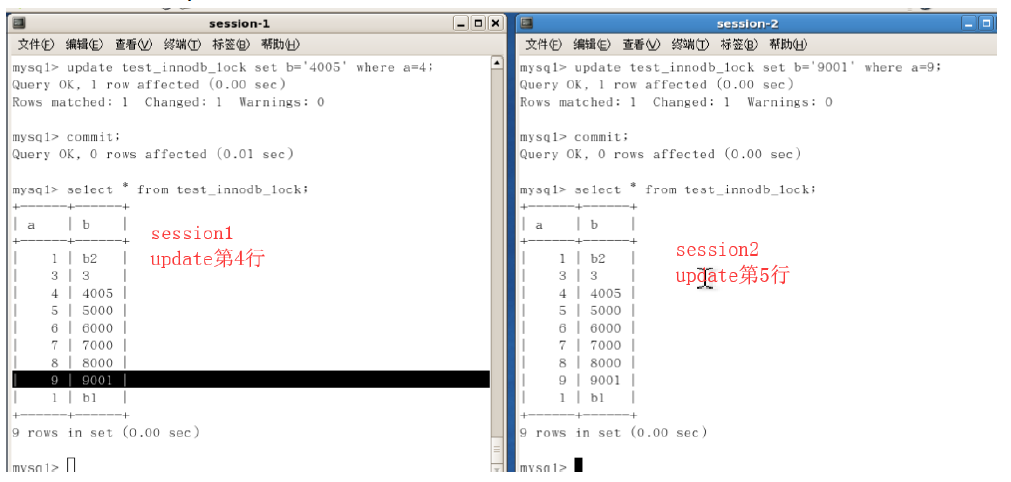 session-1
文件(F) 编辑(E) 查看(V) 终端(T) 标签(B) 帮助(H)
mysql> update test_innodb_lock set b='4005' where a=4;
Query OK, 1 row affected (0.00 sec)
Rows matched: 1  Changed: 1  Warnings: 0
mysql> commit;
Query OK, 0 rows affected (0.01 sec)
mysql> select * from test_innodb_lock;
+------+------+
| a    | b    |
+------+------+
|    1 | b2   |
|    3 | 3    |
|    4 | 4005 |
|    5 | 5000 |
|    6 | 6000 |
|    7 | 7000 |
|    8 | 8000 |
|    9 | 9001 |
|    1 | b1   |
+------+------+
9 rows in set (0.00 sec)
mysql>
session1
update第4行
session-2
文件(F) 编辑(E) 查看(V) 终端(T) 标签(B) 帮助(H)
mysql> update test_innodb_lock set b='9001' where a=9;
Query OK, 1 row affected (0.00 sec)
Rows matched: 1  Changed: 1  Warnings: 0
mysql> commit;
Query OK, 0 rows affected (0.00 sec)
mysql> select * from test_innodb_lock;
+------+------+
| a    | b    |
+------+------+
|    1 | b2   |
|    3 | 3    |
|    4 | 4005 |
|    5 | 5000 |
|    6 | 6000 |
|    7 | 7000 |
|    8 | 8000 |
|    9 | 9001 |
|    1 | b1   |
+------+------+
9 rows in set (0.00 sec)
mysql>
session2
update第5行